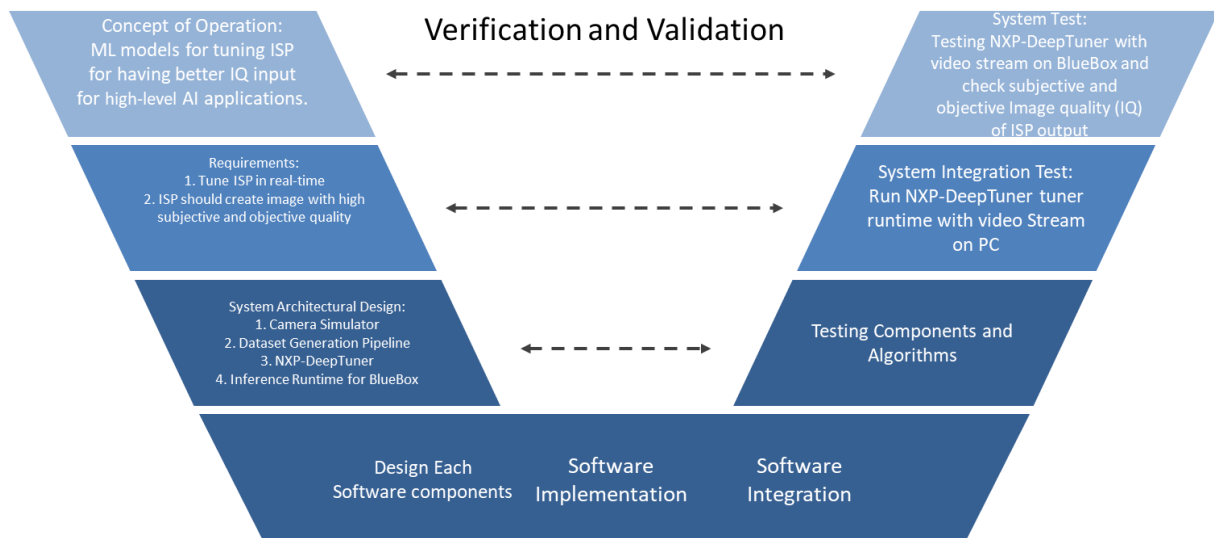 Verification and Validation
Concept of Operation:
ML models for tuning ISP
for having better IQ input
for high-level AI applications.
System Test:
Testing NXP-DeepTuner with
video stream on BlueBox and
check subjective and
objective Image quality (IQ)
of ISP output
Requirements:
1. Tune ISP in real-time
2. ISP should create image with high
subjective and objective quality
System Integration Test:
Run NXP-DeepTuner tuner
runtime with video Stream
on PC
System Architectural Design:
1. Camera Simulator
2. Dataset Generation Pipeline
3. NXP-DeepTuner
4. Inference Runtime for BlueBox
Testing Components and
Algorithms
Design Each
Software components
Software
Implementation
Software
Integration